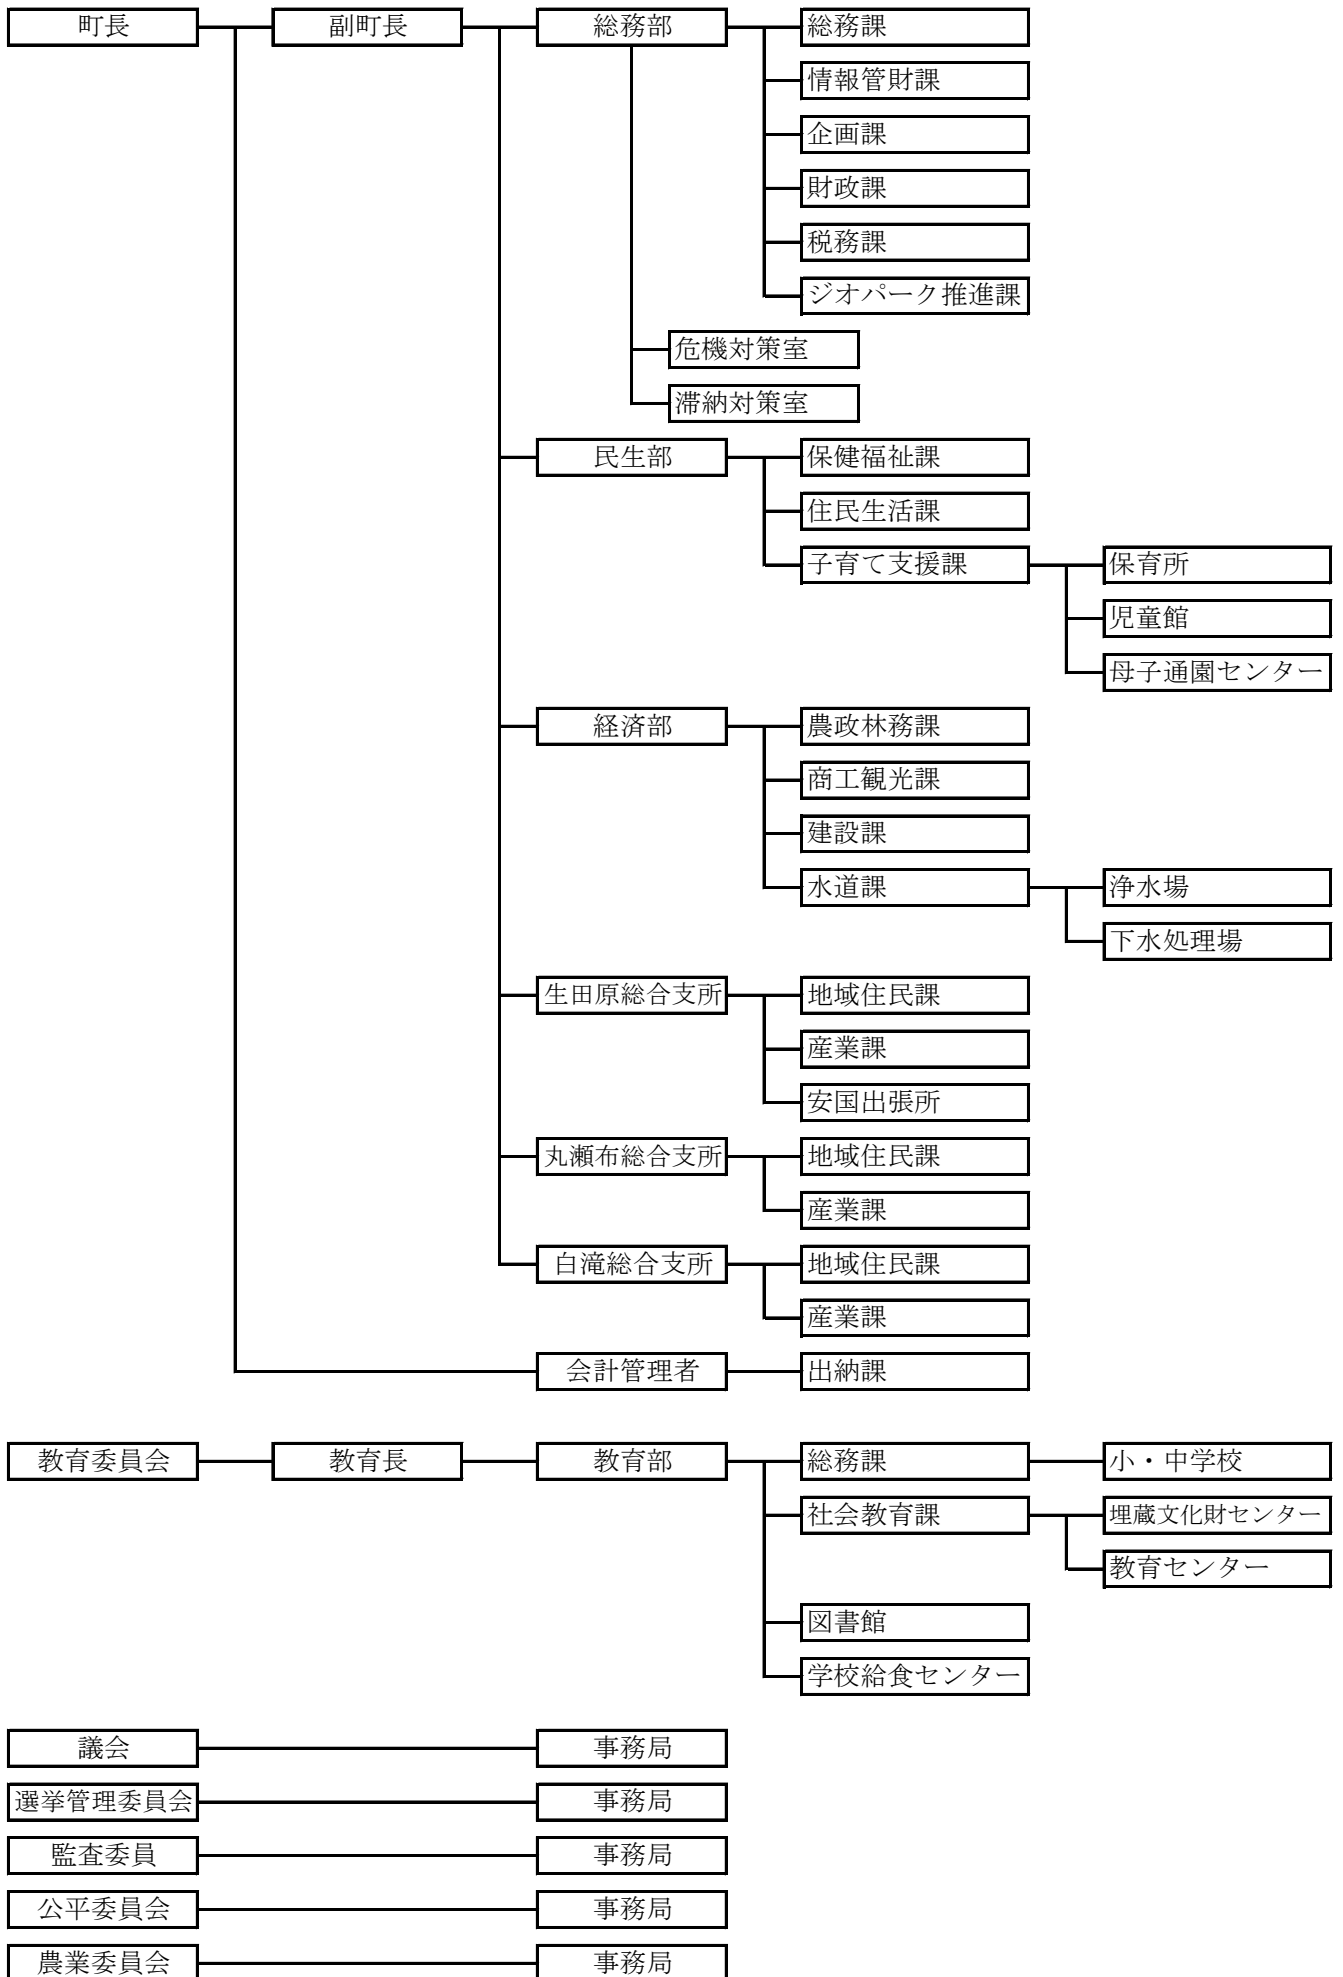 町長 副町長 総務部 総務課
情報管財課
企画課
財政課
税務課
ジオパーク推進課
危機対策室
滞納対策室
民生部 保健福祉課
住民生活課
子育て支援課 保育所
児童館
母子通園センター
経済部 農政林務課
商工観光課
建設課
水道課 浄水場
下水処理場
生田原総合支所 地域住民課
産業課
安国出張所
丸瀬布総合支所 地域住民課
産業課
白滝総合支所 地域住民課
産業課
会計管理者 出納課
教育委員会 教育長 教育部 総務課 小・中学校
社会教育課 埋蔵文化財センター
教育センター
図書館
学校給食センター
議会 事務局
選挙管理委員会 事務局
監査委員 事務局
公平委員会 事務局
農業委員会 事務局